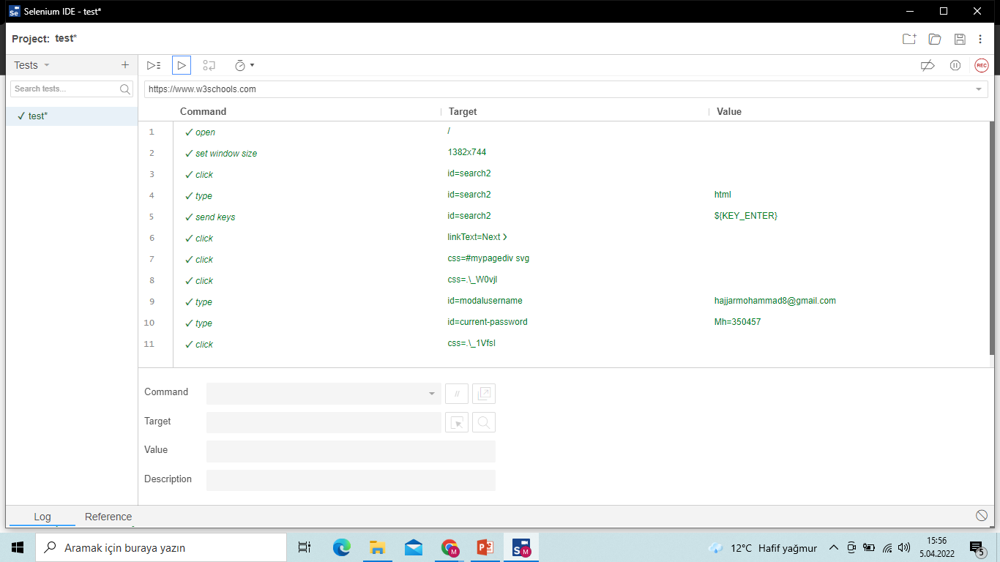 Selenium IDE - test*
Project: test*
Tests
Search tests...
✓ test*
https://www.w3schools.com
REC
Command Target Value
1 ✓ open /
2 ✓ set window size 1382x744
3 ✓ click id=search2
4 ✓ type id=search2 html
5 ✓ send keys id=search2 ${KEY_ENTER}
6 ✓ click linkText=Next ❯
7 ✓ click css=#mypagediv svg
8 ✓ click css=.\_W0vjl
9 ✓ type id=modalusername hajjarmohammad8@gmail.com
10 ✓ type id=current-password Mh=350457
11 ✓ click css=.\_1Vfsl
Command //
Target
Value
Description
Log Reference
Aramak için buraya yazın
12°C Hafif yağmur
15:56
5.04.2022
5